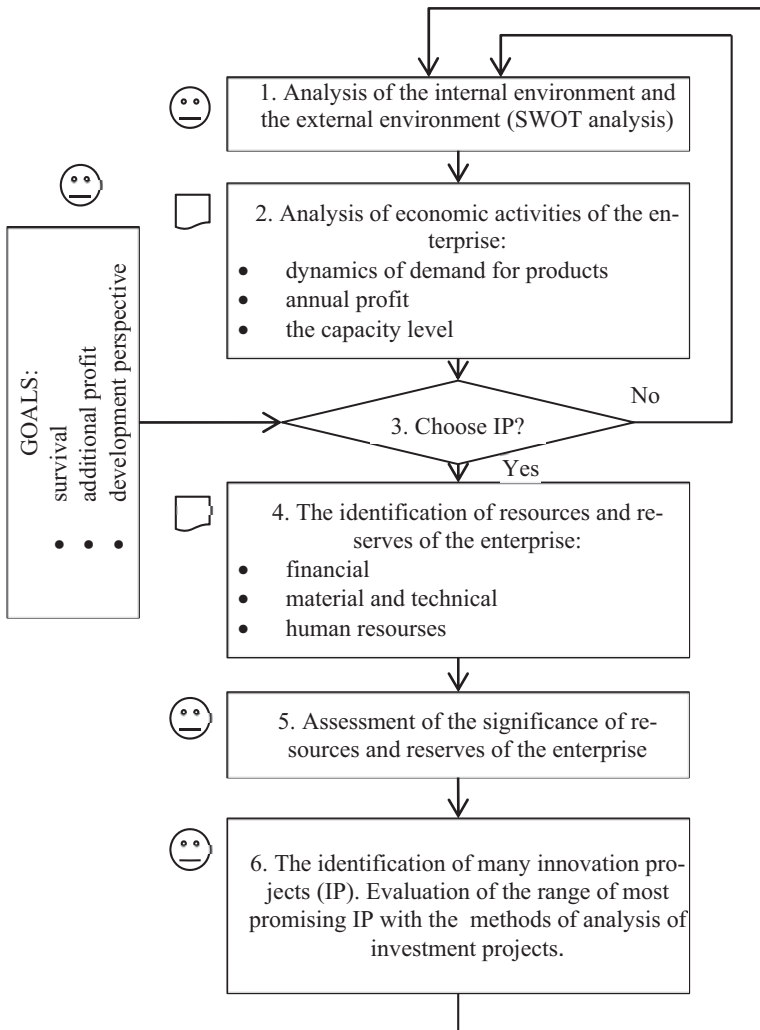 1. Analysis of the internal environment and
the external environment (SWOT analysis)
2. Analysis of economic activities of the en-
terprise:
• dynamics of demand for products
• annual profit
• the capacity level
GOALS:
• survival
• additional profit
• development perspective
3. Choose IP?
No
Yes
4. The identification of resources and re-
serves of the enterprise:
• financial
• material and technical
• human resourses
5. Assessment of the significance of re-
sources and reserves of the enterprise
6. The identification of many innovation pro-
jects (IP). Evaluation of the range of most
promising IP with the methods of analysis of
investment projects.